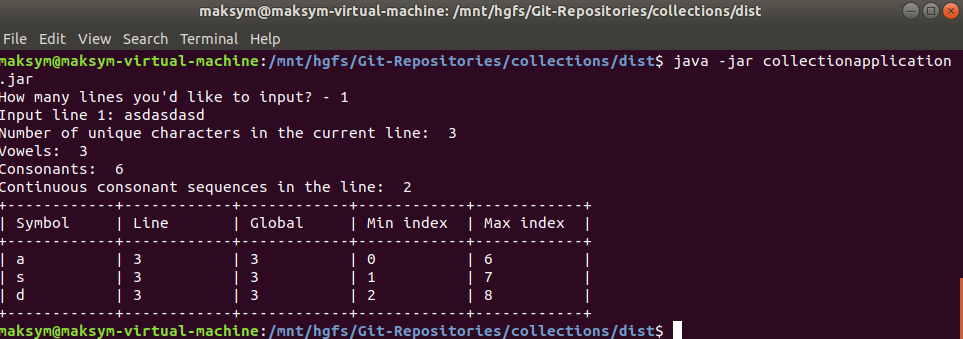 maksym@maksym-virtual-machine: /mnt/hgfs/Git-Repositories/collections/dist
File Edit View Search Terminal Help
maksym@maksym-virtual-machine:/mnt/hgfs/Git-Repositories/collections/dist$ java -jar collectionapplication
.jar
How many lines you'd like to input? - 1
Input line 1: asdasdasd
Number of unique characters in the current line:  3
Vowels:  3
Consonants:  6
Continuous consonant sequences in the line:  2
+------------+------------+------------+------------+------------+
| Symbol     | Line       | Global     | Min index  | Max index  |
+------------+------------+------------+------------+------------+
| a          | 3          | 3          | 0          | 6          |
| s          | 3          | 3          | 1          | 7          |
| d          | 3          | 3          | 2          | 8          |
+------------+------------+------------+------------+------------+
maksym@maksym-virtual-machine:/mnt/hgfs/Git-Repositories/collections/dist$